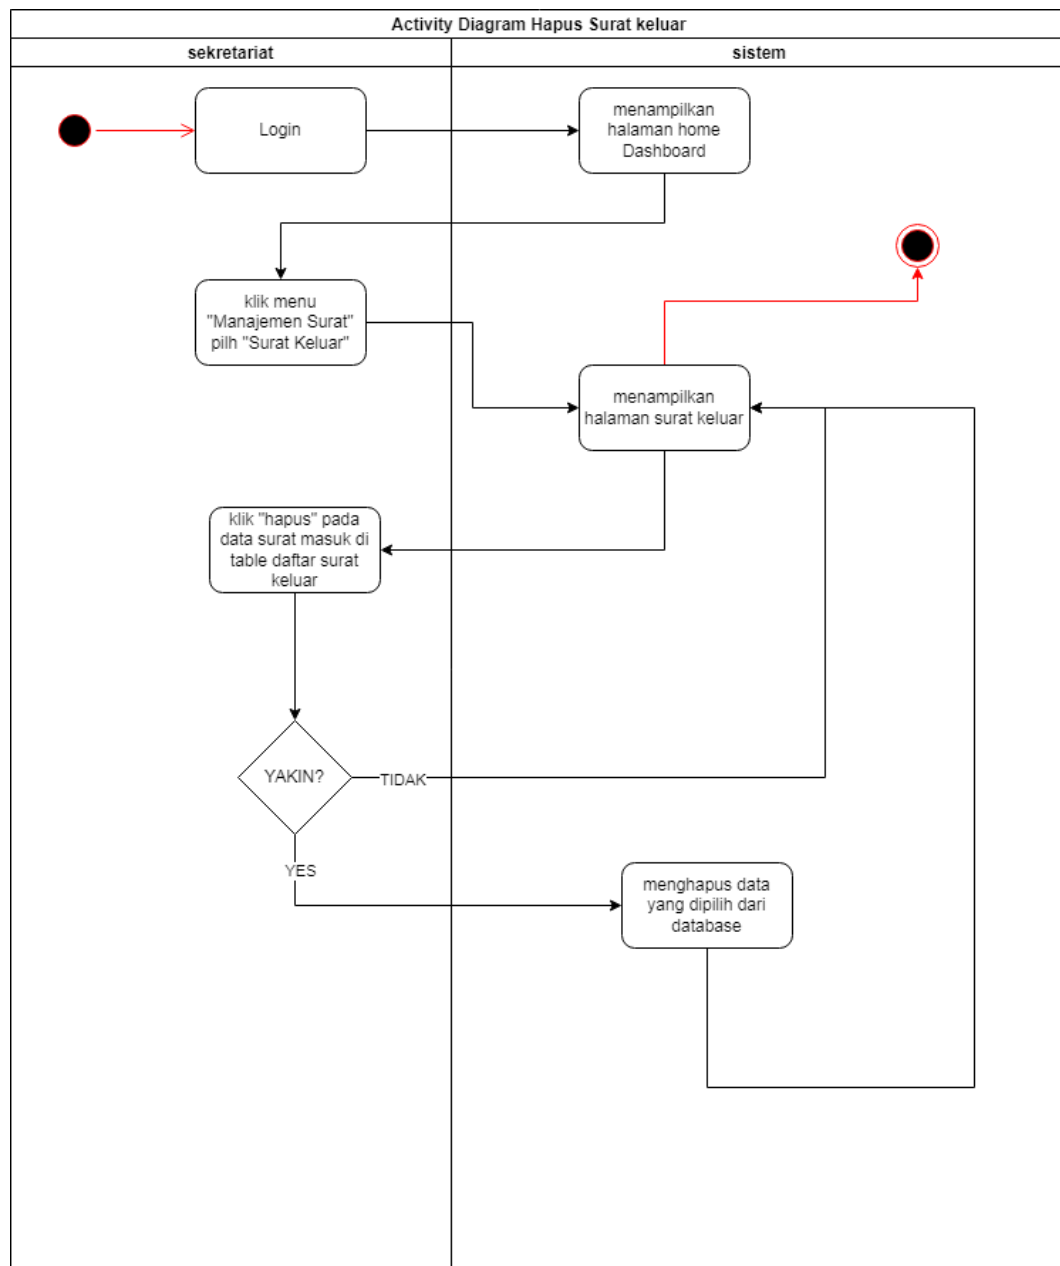 Activity Diagram Hapus Surat keluar
sekretariat
sistem
Login
menampilkan
halaman home
Dashboard
klik menu
"Manajemen Surat"
pilh "Surat Keluar"
menampilkan
halaman surat keluar
klik "hapus" pada
data surat masuk di
table daftar surat
keluar
YAKIN?
TIDAK
YES
menghapus data
yang dipilih dari
database